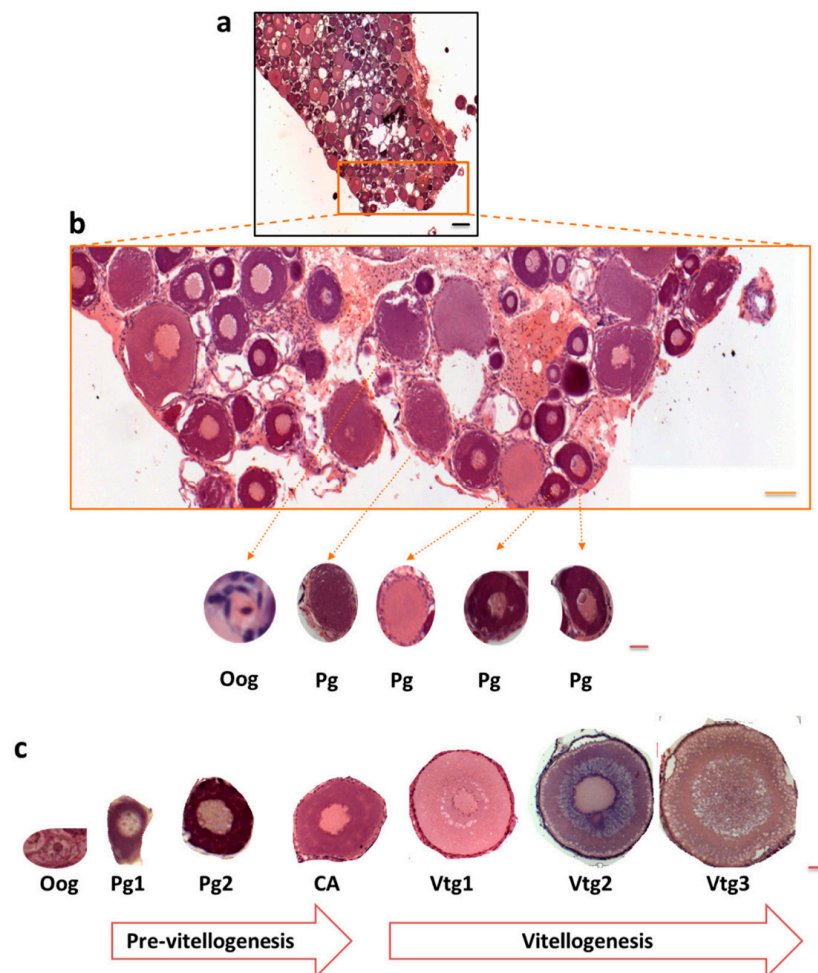 a
b
Oog Pg Pg Pg Pg
c
Oog Pg1 Pg2 CA Vtg1 Vtg2 Vtg3
Pre-vitellogenesis Vitellogenesis